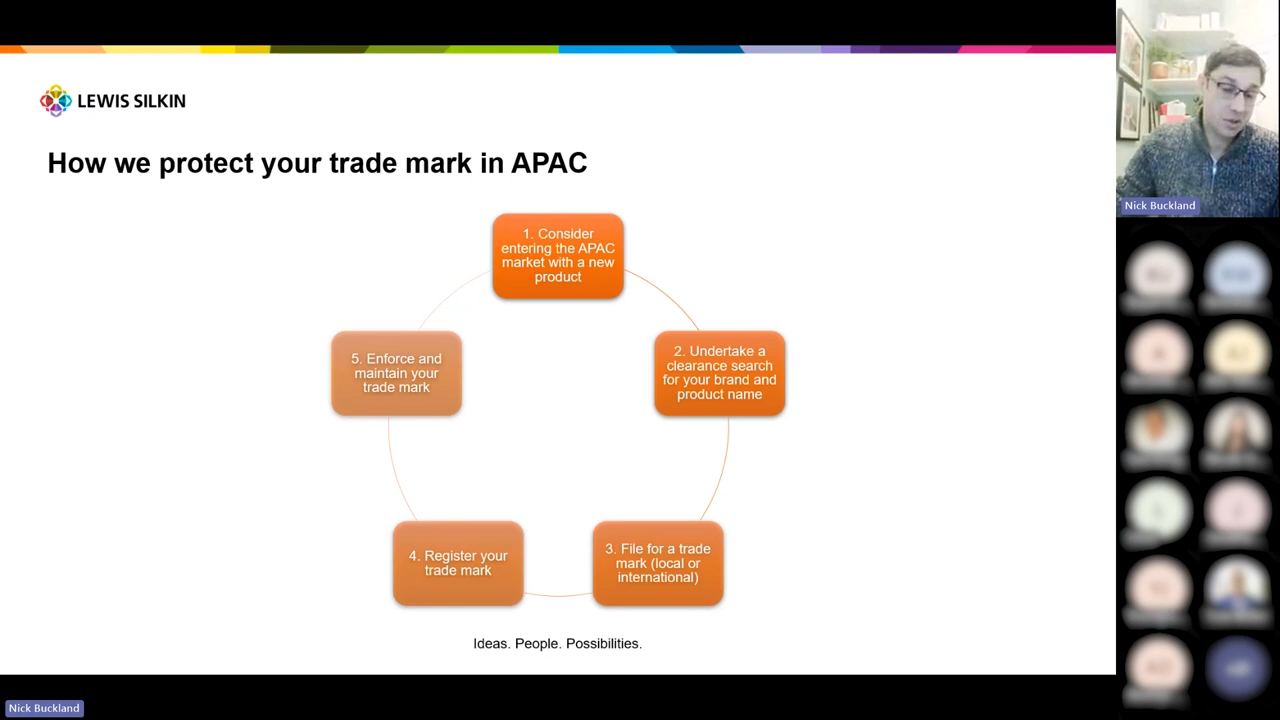 LEWIS SILKIN
How we protect your trade mark in APAC
1. Consider
entering the APAC
market with a new
product
2. Undertake a
clearance search
for your brand and
product name
3. File for a trade
mark (local or
international)
4. Register your
trade mark
5. Enforce and
maintain your
trade mark
Ideas. People. Possibilities.
Nick Buckland
Nick Buckland